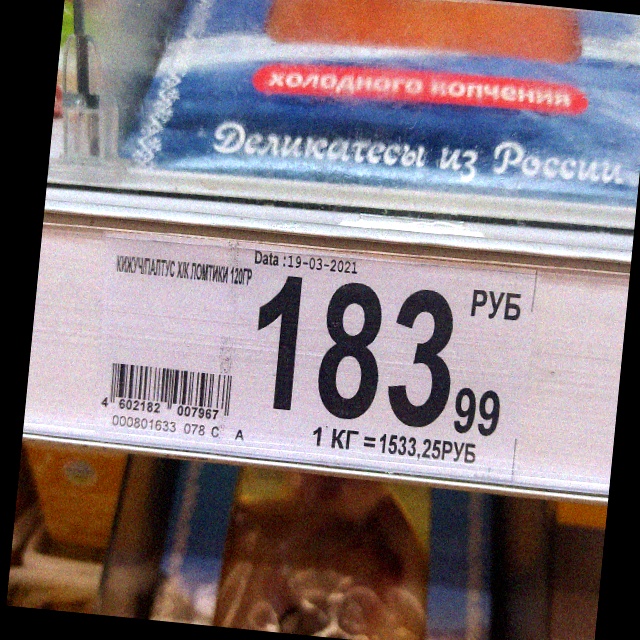 холодного копчения
Деликатесы из России
Data :19-03-2021
КИЖУЧ/ПАЛТУС Х/К ЛОМТИКИ 120ГР
183 99 РУБ
4 602182 007967
000801633 078 С А
1 КГ =1533,25РУБ